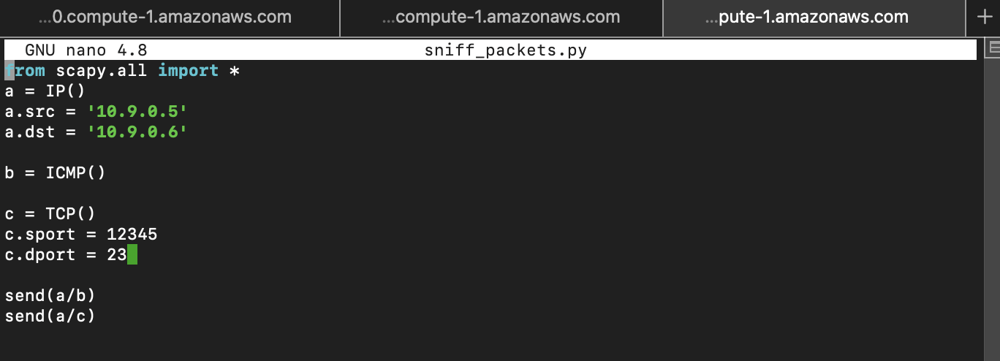 ...0.compute-1.amazonaws.com ...compute-1.amazonaws.com ...pute-1.amazonaws.com +
GNU nano 4.8 sniff_packets.py
from scapy.all import *
a = IP()
a.src = '10.9.0.5'
a.dst = '10.9.0.6'
b = ICMP()
c = TCP()
c.sport = 12345
c.dport = 23
send(a/b)
send(a/c)